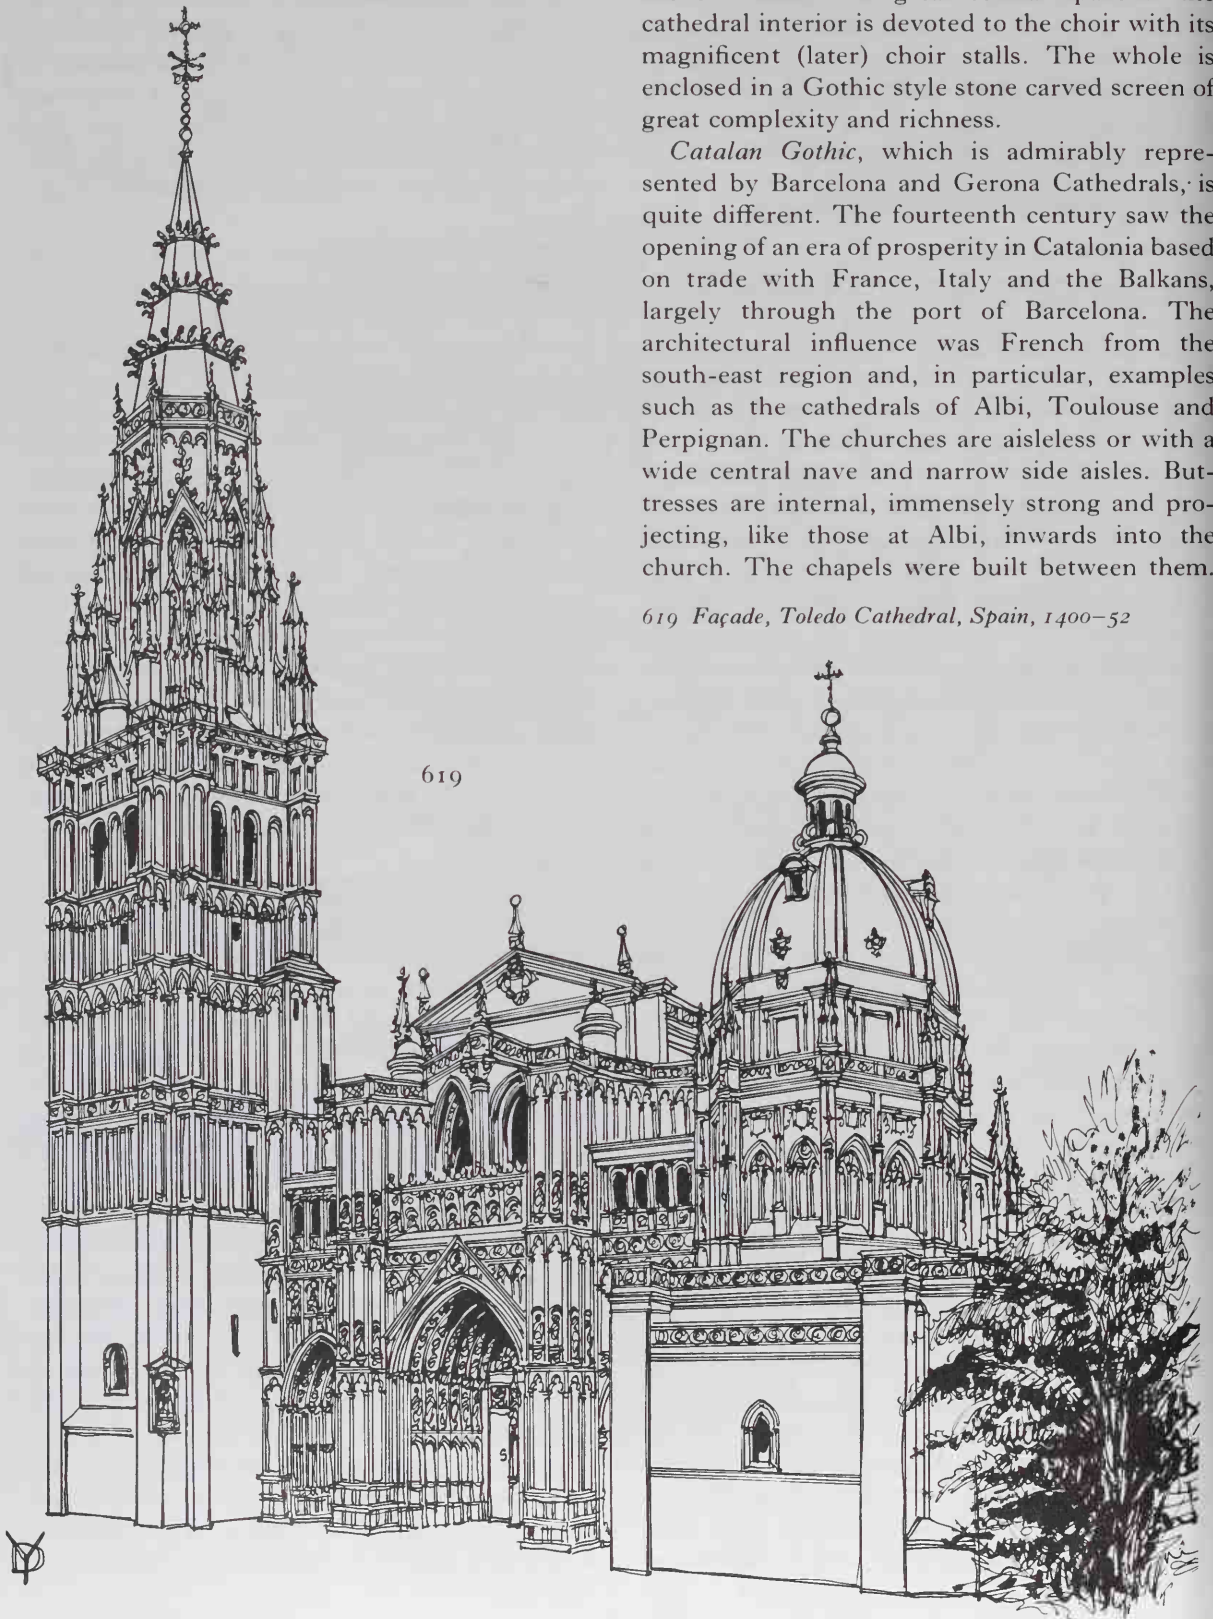 cathedral interior is devoted to the choir with its
magnificent (later) choir stalls. The whole is
enclosed in a Gothic style stone carved screen of
great complexity and richness.
Catalan Gothic, which is admirably repre-
sented by Barcelona and Gerona Cathedrals, is
quite different. The fourteenth century saw the
opening of an era of prosperity in Catalonia based
on trade with France, Italy and the Balkans,
largely through the port of Barcelona. The
architectural influence was French from the
south-east region and, in particular, examples
such as the cathedrals of Albi, Toulouse and
Perpignan. The churches are aisleless or with a
wide central nave and narrow side aisles. But-
tresses are internal, immensely strong and pro-
jecting, like those at Albi, inwards into the
church. The chapels were built between them.
619 Façade, Toledo Cathedral, Spain, 1400–52
619